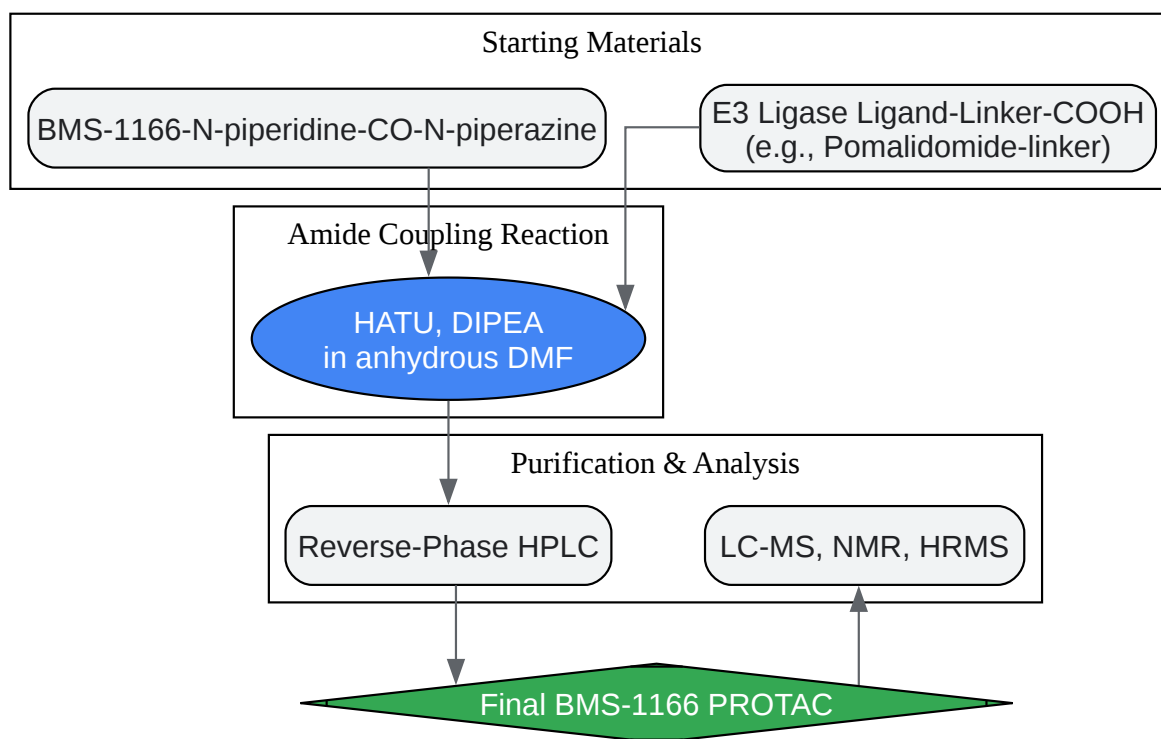 Starting Materials
BMS-1166-N-piperidine-CO-N-piperazine
E3 Ligase Ligand-Linker-COOH
(e.g., Pomalidomide-linker)
Amide Coupling Reaction
HATU, DIPEA
in anhydrous DMF
Purification & Analysis
Reverse-Phase HPLC
LC-MS, NMR, HRMS
Final BMS-1166 PROTAC